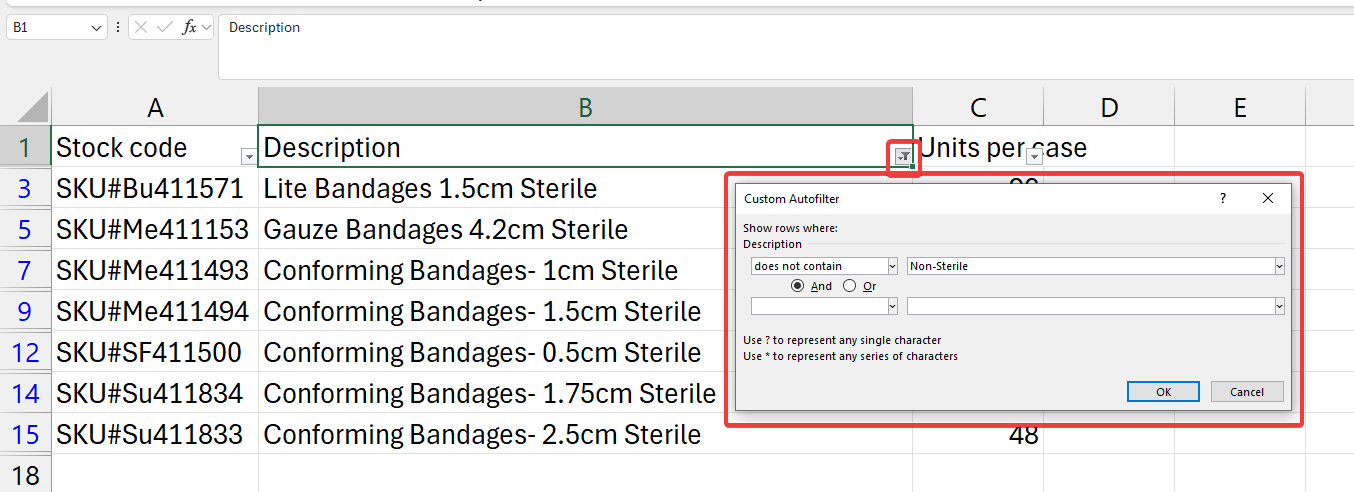 B1
fx
Description
A B C D E
1 Stock code Description Units per case
3 SKU#Bu411571 Lite Bandages 1.5cm Sterile
5 SKU#Me411153 Gauze Bandages 4.2cm Sterile
7 SKU#Me411493 Conforming Bandages- 1cm Sterile
9 SKU#Me411494 Conforming Bandages- 1.5cm Sterile
12 SKU#SF411500 Conforming Bandages- 0.5cm Sterile
14 SKU#Su411834 Conforming Bandages- 1.75cm Sterile
15 SKU#Su411833 Conforming Bandages- 2.5cm Sterile 48
18
Custom Autofilter ?
Show rows where:
Description
does not contain Non-Sterile
And Or
Use ? to represent any single character
Use * to represent any series of characters
OK Cancel